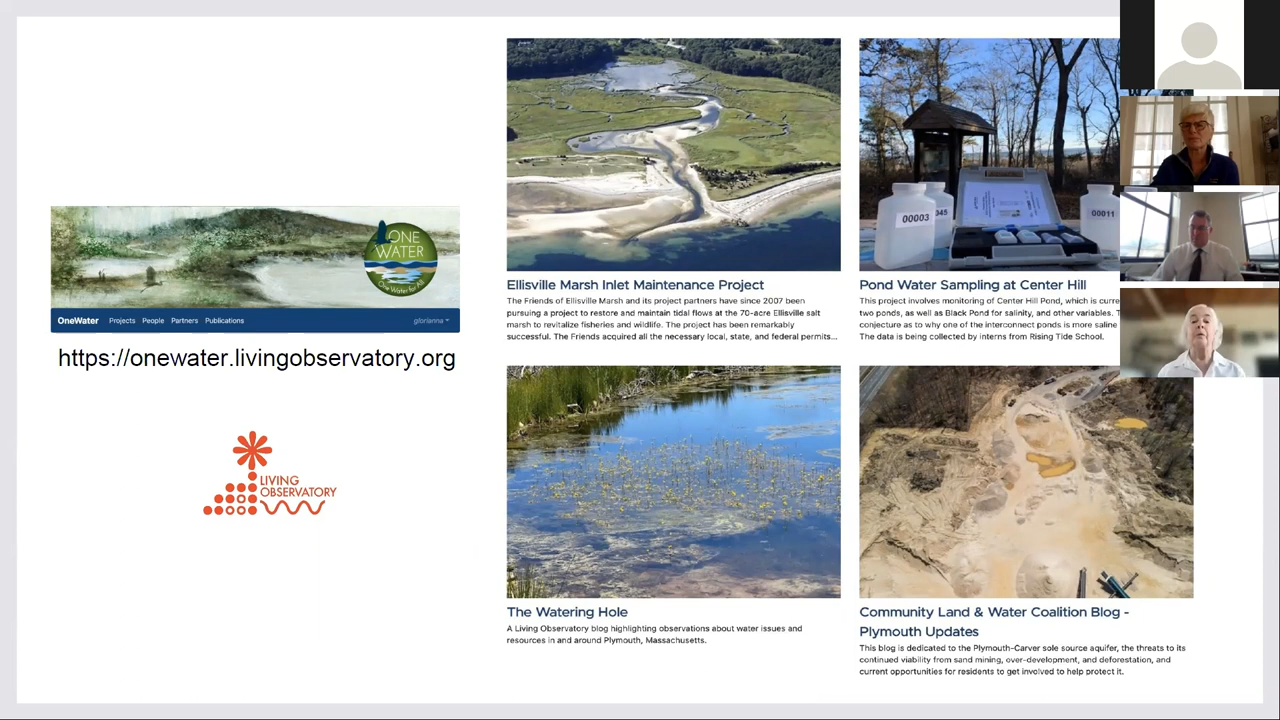 ONE
WATER
One Water for All
OneWater Projects People Partners Publications glorianna
https://onewater.livingobservatory.org
LIVING
OBSERVATORY
Ellisville Marsh Inlet Maintenance Project
The Friends of Ellisville Marsh and its project partners have since 2007 been
pursuing a project to restore and maintain tidal flows at the 70-acre Ellisville salt
marsh to revitalize fisheries and wildlife. The project has been remarkably
successful. The Friends acquired all the necessary local, state, and federal permits...
00003
045
00011
Pond Water Sampling at Center Hill
This project involves monitoring of Center Hill Pond, which is curre
two ponds, as well as Black Pond for salinity, and other variables. T
conjecture as to why one of the interconnect ponds is more saline
The data is being collected by interns from Rising Tide School.
The Watering Hole
A Living Observatory blog highlighting observations about water issues and
resources in and around Plymouth, Massachusetts.
Community Land & Water Coalition Blog -
Plymouth Updates
This blog is dedicated to the Plymouth-Carver sole source aquifer, the threats to its
continued viability from sand mining, over-development, and deforestation, and
current opportunities for residents to get involved to help protect it.